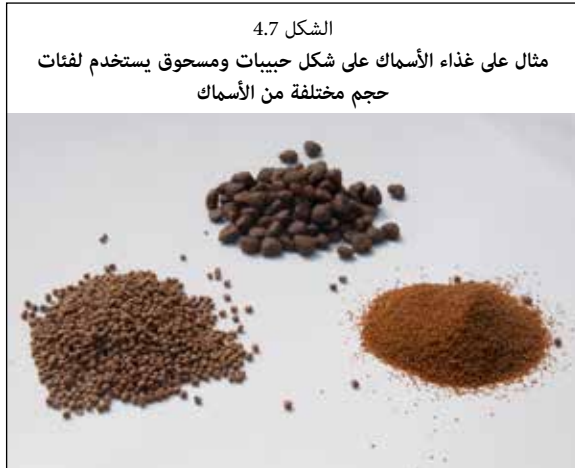 الشكل 4.7
مثال على غذاء الأسماك على شكل حبيبات ومسحوق يستخدم لفئات
حجم مختلفة من الأسماك